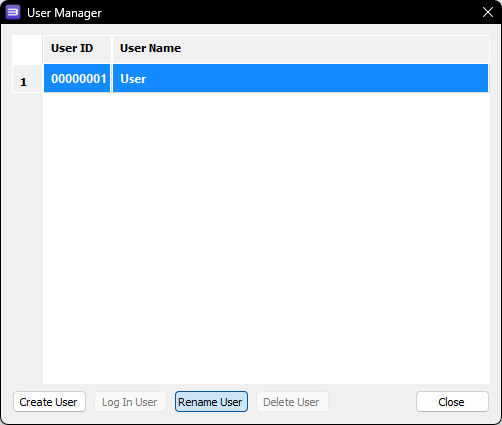 User Manager
User ID User Name
1 00000001 User
Create User Log In User Rename User Delete User Close